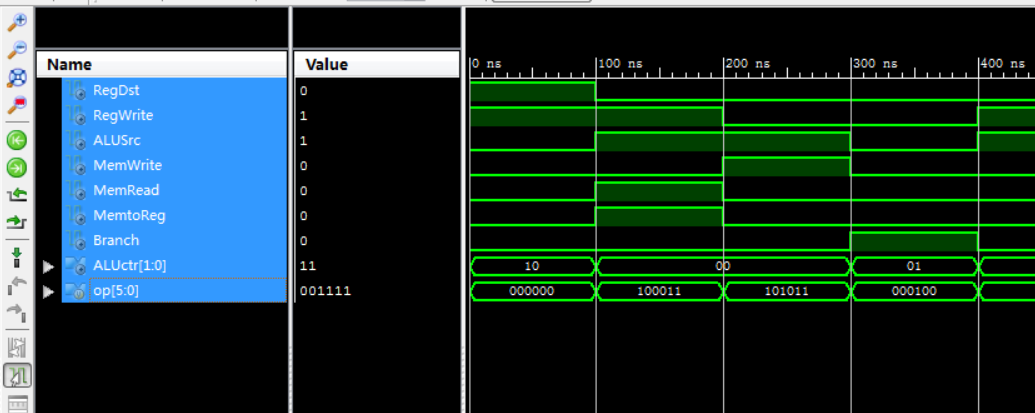 Name Value
0 ns 100 ns 200 ns 300 ns 400 ns
RegDst 0
RegWrite 1
ALUSrc 1
MemWrite 0
MemRead 0
MemtoReg 0
Branch 0
ALUctr[1:0] 11 10 00 01
op[5:0] 001111 000000 100011 101011 000100